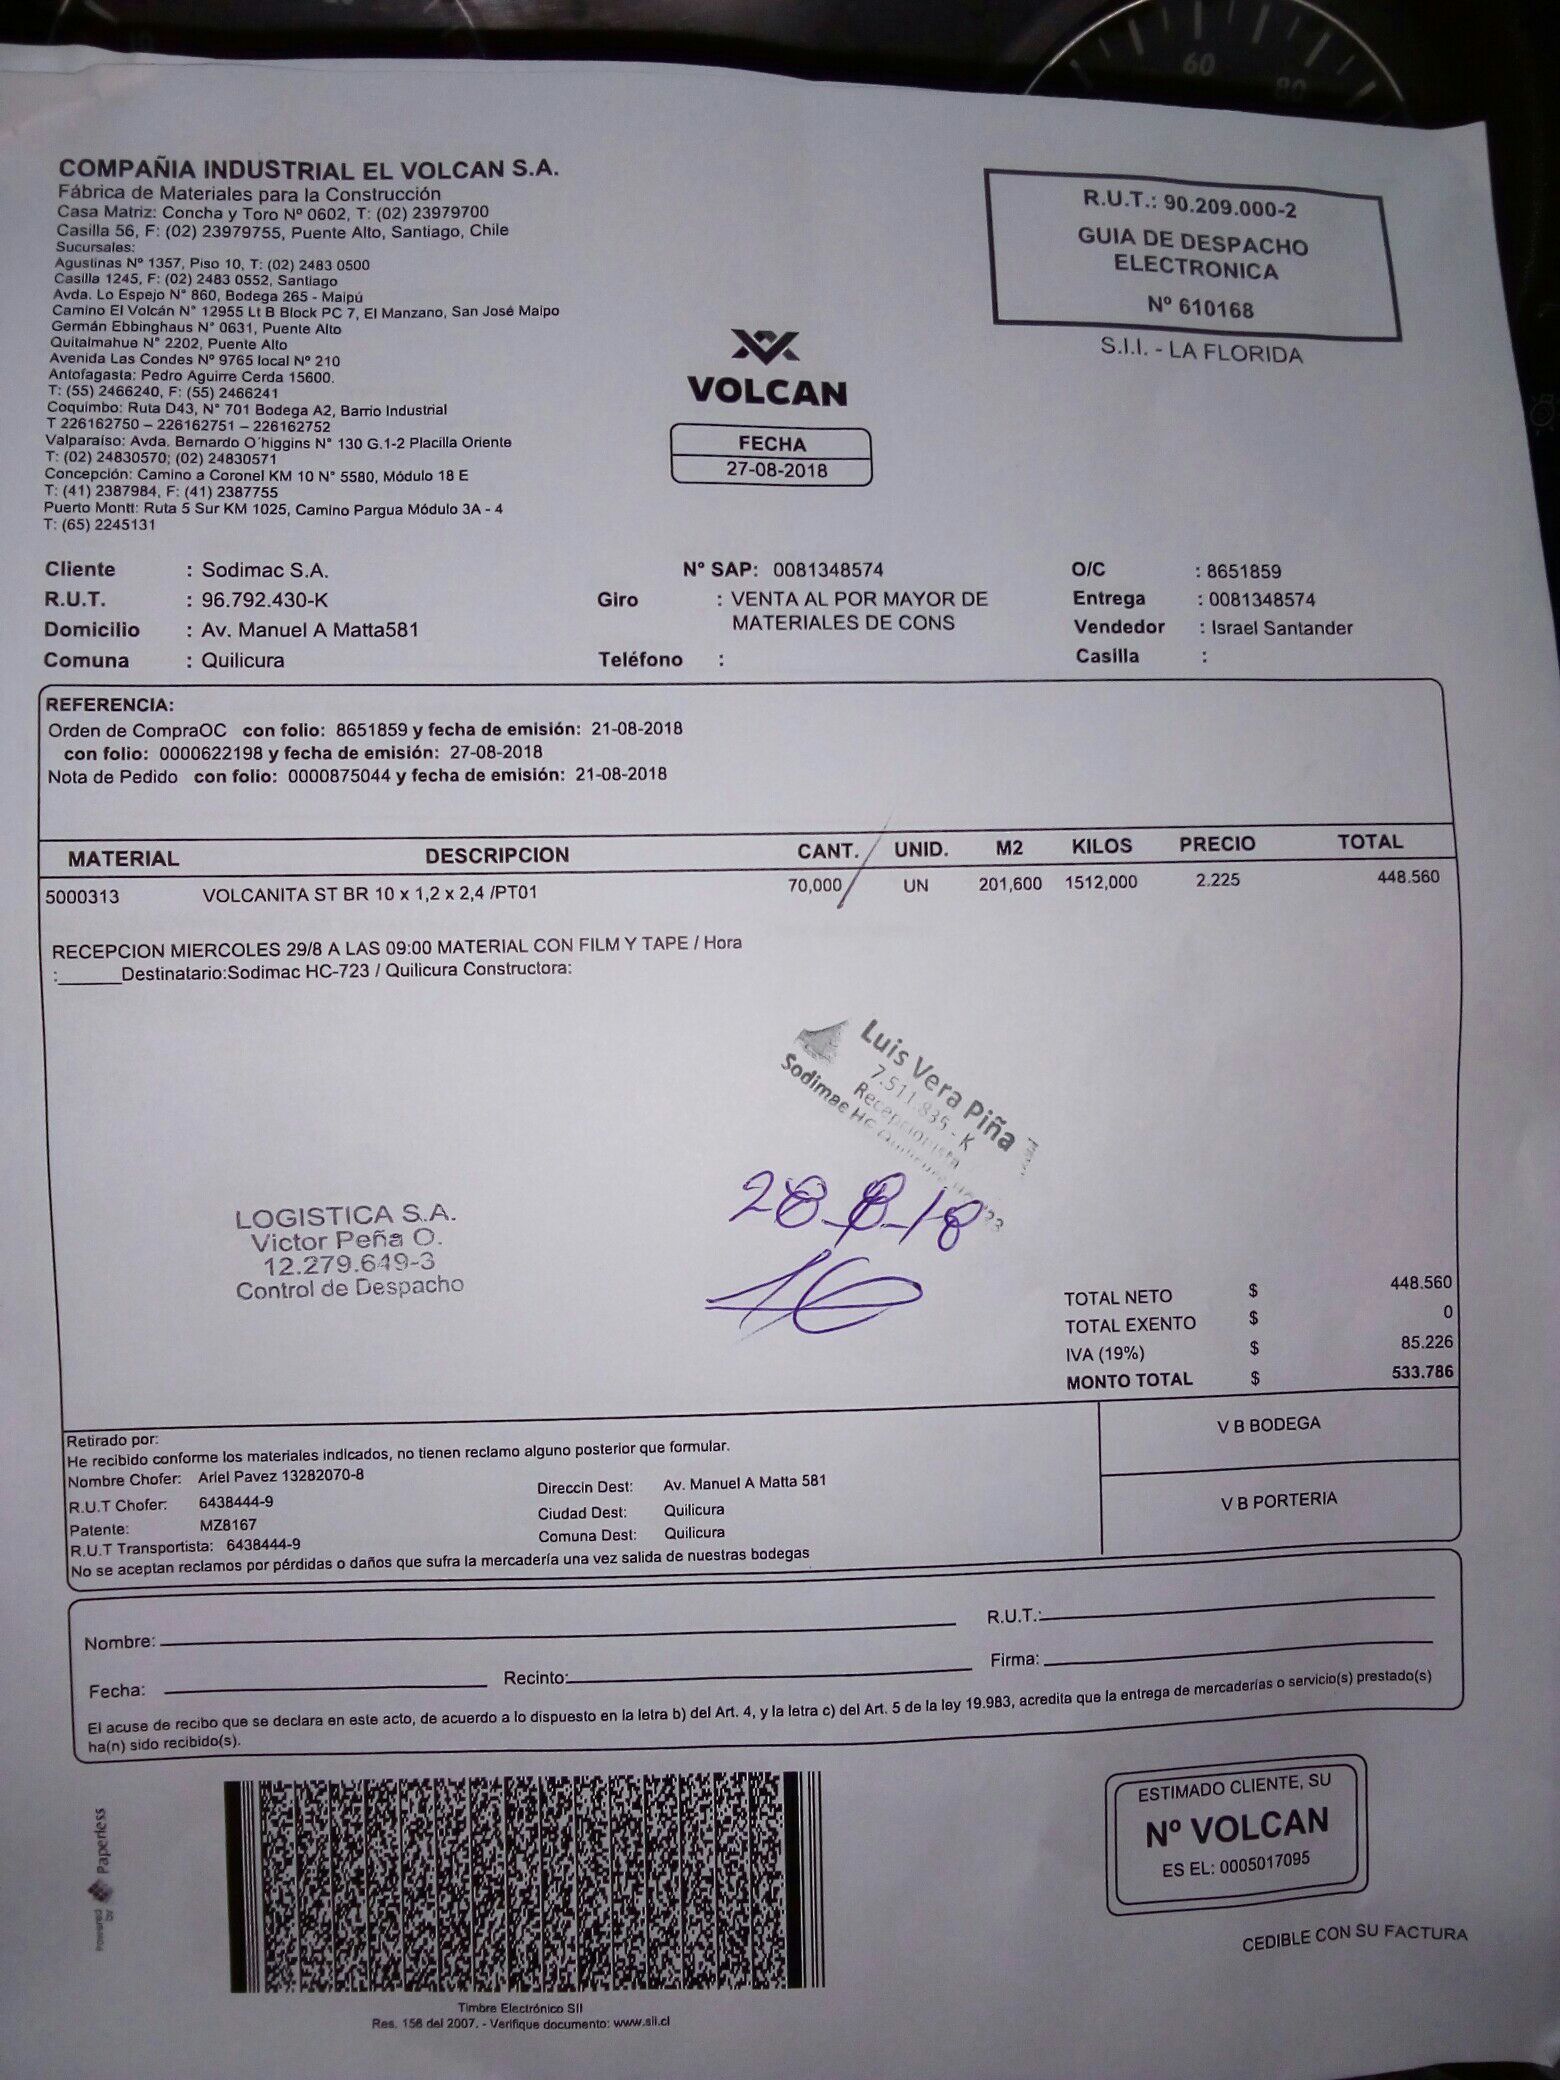 60
80
COMPAÑIA INDUSTRIAL EL VOLCAN S.A.
Fábrica de Materiales para la Construcción
Casa Matriz: Concha y Toro Nº 0602, T: (02) 23979700
Casilla 56, F: (02) 23979755, Puente Alto, Santiago, Chile
Sucursales:
Agustinas Nº 1357, Piso 10, T: (02) 2483 0500
Casilla 1245, F: (02) 2483 0552, Santiago
Avda. Lo Espejo N° 860, Bodega 265 - Maipú
Camino El Volcán N° 12955 Lt B Block PC 7, El Manzano, San José Maipo
Germán Ebbinghaus N° 0631, Puente Alto
Quitalmahue N° 2202, Puente Alto
Avenida Las Condes Nº 9765 local Nº 210
Antofagasta: Pedro Aguirre Cerda 15600.
T: (55) 2466240, F: (55) 2466241
Coquimbo: Ruta D43, N° 701 Bodega A2, Barrio Industrial
T 226162750 – 226162751 – 226162752
Valparaíso: Avda. Bernardo O´higgins N° 130 G.1-2 Placilla Oriente
T: (02) 24830570; (02) 24830571
Concepción: Camino a Coronel KM 10 N° 5580, Módulo 18 E
T: (41) 2387984, F: (41) 2387755
Puerto Montt: Ruta 5 Sur KM 1025, Camino Pargua Módulo 3A - 4
T: (65) 2245131
R.U.T.: 90.209.000-2
GUIA DE DESPACHO
ELECTRONICA
Nº 610168
S.I.I. - LA FLORIDA
VOLCAN
FECHA
27-08-2018
Cliente : Sodimac S.A. Nº SAP: 0081348574 O/C : 8651859
R.U.T. : 96.792.430-K Giro : VENTA AL POR MAYOR DE Entrega : 0081348574
Domicilio : Av. Manuel A Matta581 MATERIALES DE CONS Vendedor : Israel Santander
Comuna : Quilicura Teléfono : Casilla :
REFERENCIA:
Orden de CompraOC con folio: 8651859 y fecha de emisión: 21-08-2018
con folio: 0000622198 y fecha de emisión: 27-08-2018
Nota de Pedido con folio: 0000875044 y fecha de emisión: 21-08-2018
MATERIAL DESCRIPCION CANT. UNID. M2 KILOS PRECIO TOTAL
5000313 VOLCANITA ST BR 10 x 1,2 x 2,4 /PT01 70,000 UN 201,600 1512,000 2.225 448.560
RECEPCION MIERCOLES 29/8 A LAS 09:00 MATERIAL CON FILM Y TAPE / Hora
:______Destinatario:Sodimac HC-723 / Quilicura Constructora:
Luis Vera Piña
7.511.835-K
Recepcionista
Sodimac HC Quilicura
28-8-18
LOGISTICA S.A.
Victor Peña O.
12.279.649-3
Control de Despacho
TOTAL NETO $ 448.560
TOTAL EXENTO $ 0
IVA (19%) $ 85.226
MONTO TOTAL $ 533.786
Retirado por:
He recibido conforme los materiales indicados, no tienen reclamo alguno posterior que formular.
Nombre Chofer: Ariel Pavez 13282070-8 Direccin Dest: Av. Manuel A Matta 581
R.U.T Chofer: 6438444-9 Ciudad Dest: Quilicura
Patente: MZ8167 Comuna Dest: Quilicura
R.U.T Transportista: 6438444-9
No se aceptan reclamos por pérdidas o daños que sufra la mercadería una vez salida de nuestras bodegas
V B BODEGA
V B PORTERIA
Nombre: R.U.T.:
Fecha: Recinto: Firma:
El acuse de recibo que se declara en este acto, de acuerdo a lo dispuesto en la letra b) del Art. 4, y la letra c) del Art. 5 de la ley 19.983, acredita que la entrega de mercaderías o servicio(s) prestado(s)
ha(n) sido recibido(s).
Powered by Paperless
Timbre Electrónico SII
Res. 156 del 2007. - Verifique documento: www.sii.cl
ESTIMADO CLIENTE, SU
Nº VOLCAN
ES EL: 0005017095
CEDIBLE CON SU FACTURA